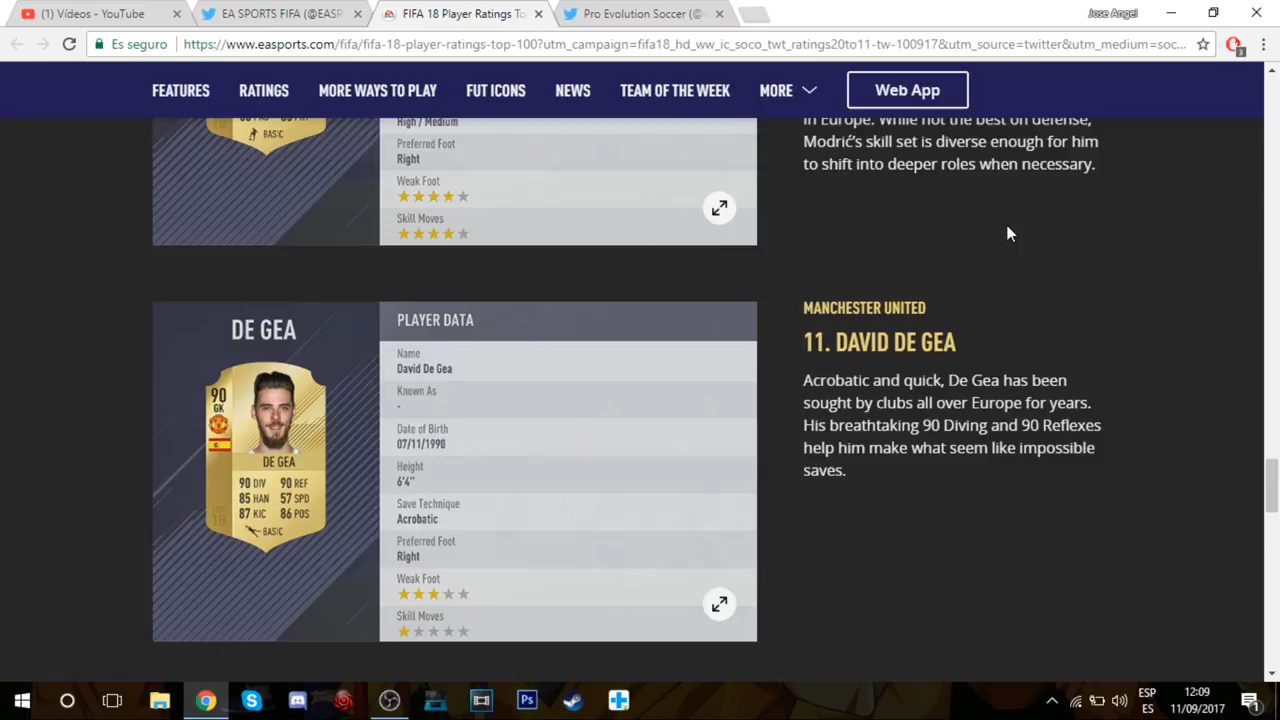 (1) Vídeos - YouTube
EA SPORTS FIFA (@EASP
FIFA 18 Player Ratings To
Pro Evolution Soccer (@
Jose Angel
Es seguro
https://www.easports.com/fifa/fifa-18-player-ratings-top-100?utm_campaign=fifa18_hd_ww_ic_soco_twt_ratings20to11-tw-100917&utm_source=twitter&utm_medium=soc...
3
FEATURES
RATINGS
MORE WAYS TO PLAY
FUT ICONS
NEWS
TEAM OF THE WEEK
MORE
Web App
BASIC
High / Medium
Preferred Foot
Right
Weak Foot
Skill Moves
in Europe. While not the best on defense,
Modrić's skill set is diverse enough for him
to shift into deeper roles when necessary.
DE GEA
90
GK
DE GEA
90 DIV 90 REF
85 HAN 57 SPD
87 KIC 86 POS
BASIC
PLAYER DATA
Name
David De Gea
Known As
-
Date of Birth
07/11/1990
Height
6'4"
Save Technique
Acrobatic
Preferred Foot
Right
Weak Foot
Skill Moves
MANCHESTER UNITED
11. DAVID DE GEA
Acrobatic and quick, De Gea has been
sought by clubs all over Europe for years.
His breathtaking 90 Diving and 90 Reflexes
help him make what seem like impossible
saves.
Ps
ESP
ES
12:09
11/09/2017
1